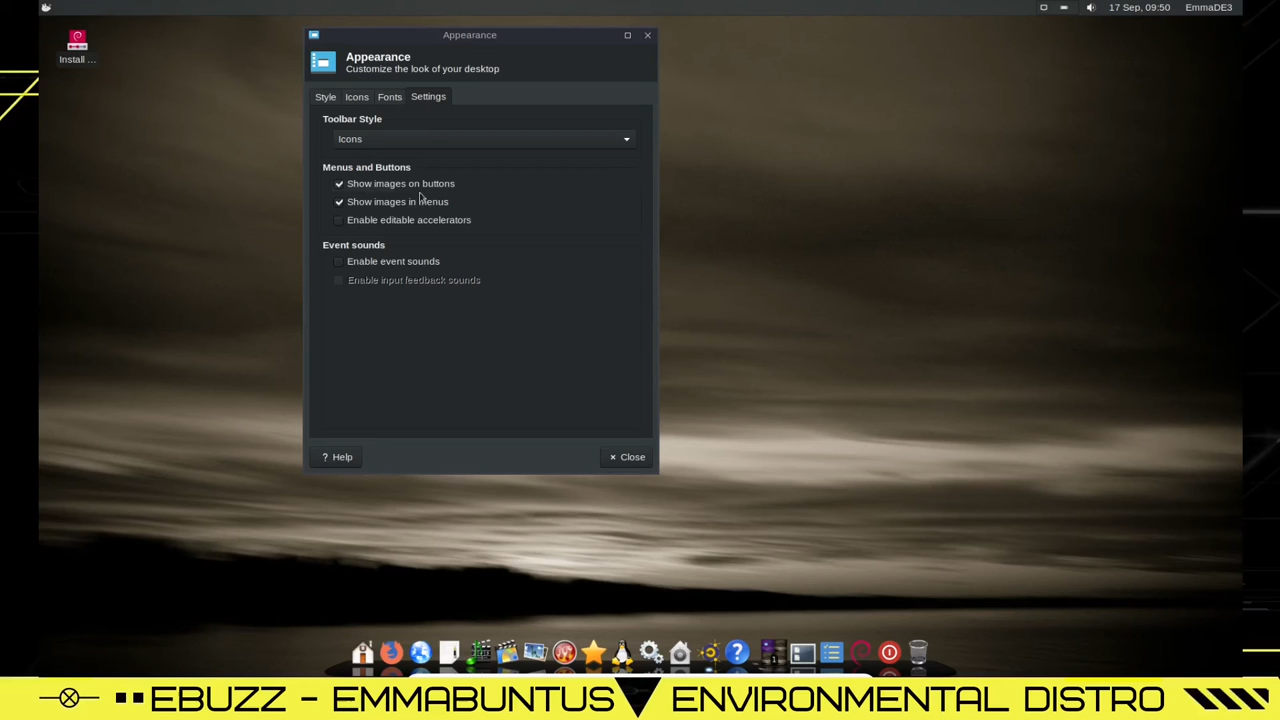 17 Sep, 09:50 EmmaDE3
Install ...
Appearance
Appearance
Customize the look of your desktop
Style Icons Fonts Settings
Toolbar Style
Icons
Menus and Buttons
Show images on buttons
Show images in menus
Enable editable accelerators
Event sounds
Enable event sounds
Enable input feedback sounds
? Help
Close
EBUZZ - EMMABUNTUS ENVIRONMENTAL DISTRO